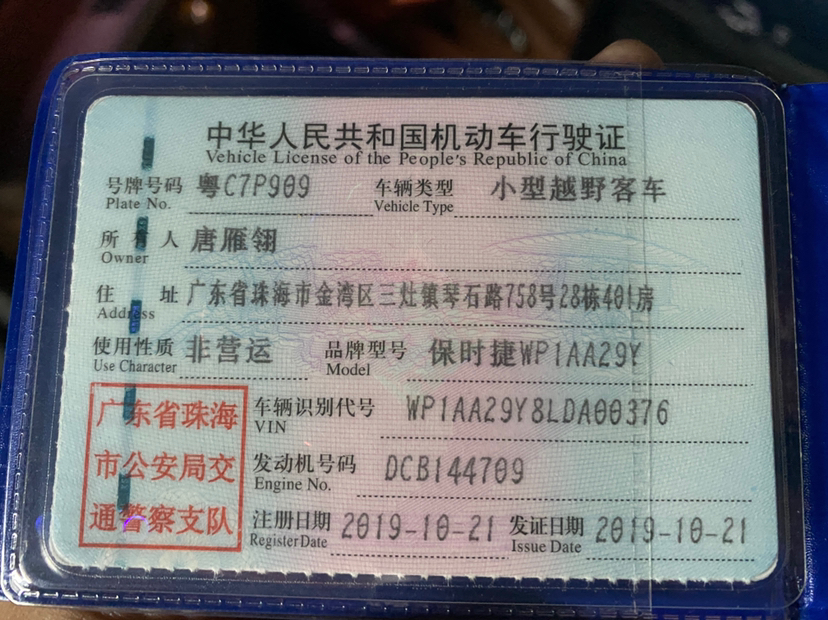 中华人民共和国机动车行驶证
Vehicle License of the People's Republic of China
号牌号码 粤C7P909 车辆类型 小型越野客车
Plate No. Vehicle Type
所有人 唐雁翎
Owner
住址 广东省珠海市金湾区三灶镇琴石路758号28栋401房
Address
使用性质 非营运 品牌型号 保时捷WP1AA29Y
Use Character Model
广东省珠海
市公安局交
通警察支队
车辆识别代号 WP1AA29Y8LDA00376
VIN
发动机号码 DCB144709
Engine No.
注册日期 2019-10-21 发证日期 2019-10-21
Register Date Issue Date